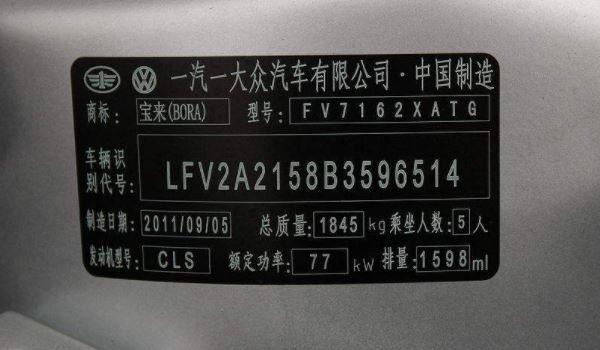 一汽一大众汽车有限公司·中国制造
商标: 宝来(BORA) 型号: FV7162XATG
车辆识别代号: LFV2A2158B3596514
制造日期: 2011/09/05 总质量: 1845 kg 乘坐人数: 5 人
发动机型号: CLS 额定功率: 77 kW 排量: 1598 ml